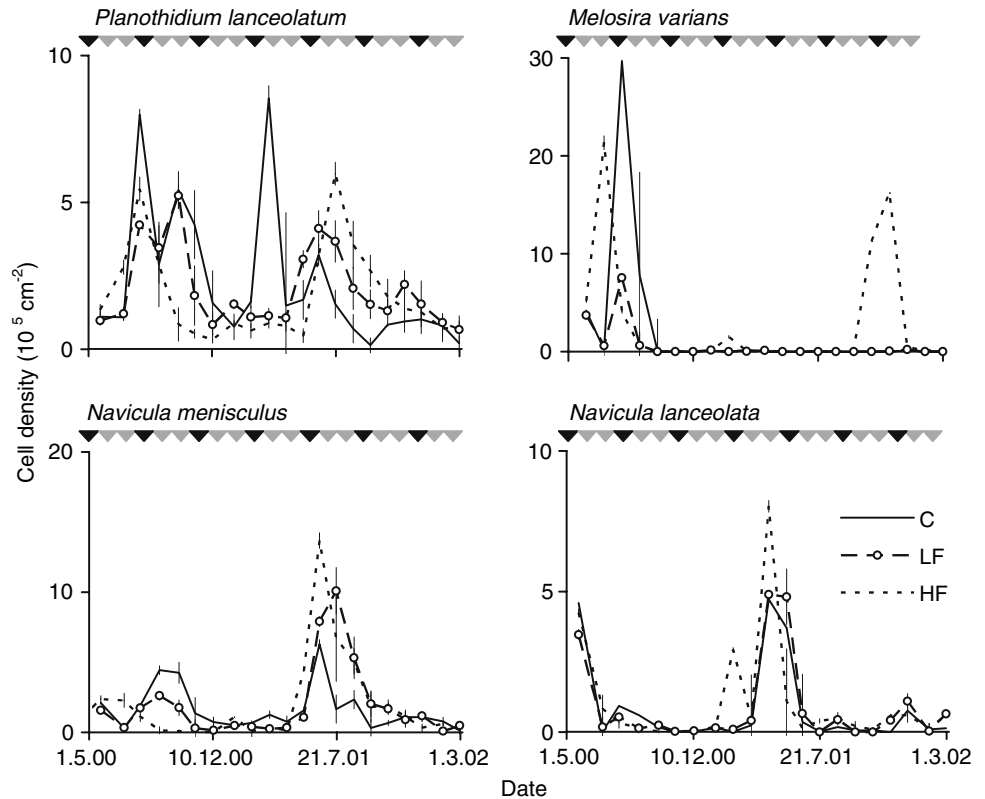 Planothidium lanceolatum
Melosira varians
10
5
0
30
20
10
0
Cell density (10 5 cm-2)
Navicula menisculus
Navicula lanceolata
20
10
0
10
5
0
C
LF
HF
1.5.00 10.12.00 21.7.01 1.3.02
1.5.00 10.12.00 21.7.01 1.3.02
Date